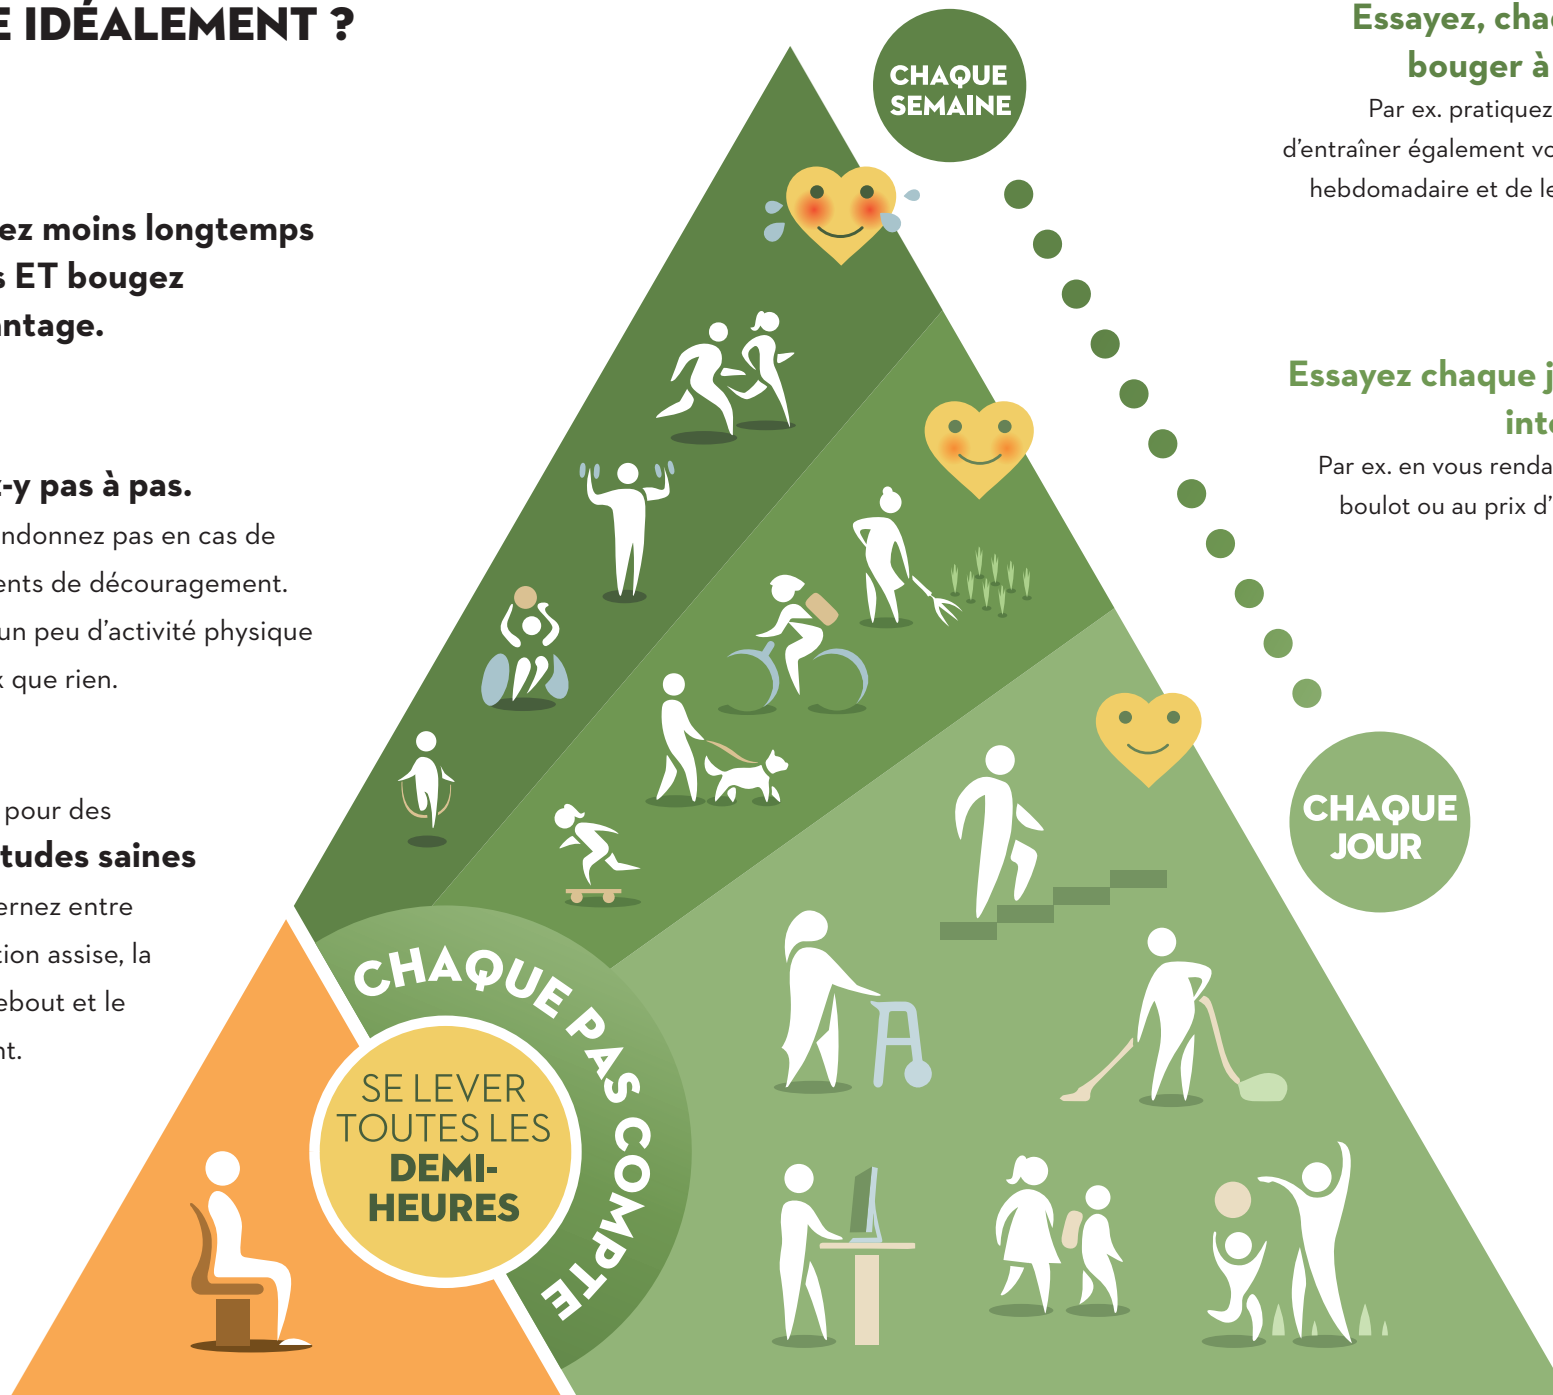 E IDÉALEMENT ?
ez moins longtemps
s ET bougez
antage.
-y pas à pas.
ndonnez pas en cas de
ents de découragement.
un peu d’activité physique
x que rien.
pour des
tudes saines
ernez entre
tion assise, la
ebout et le
nt.
CHAQUE
SEMAINE
CHAQUE
JOUR
CHAQUE PAS COMPTE
SE LEVER
TOUTES LES
DEMI-
HEURES
Essayez, cha
bouger à
Par ex. pratiquez
d’entraîner également vo
hebdomadaire et de le
Essayez chaque j
inte
Par ex. en vous renda
boulot ou au prix d’